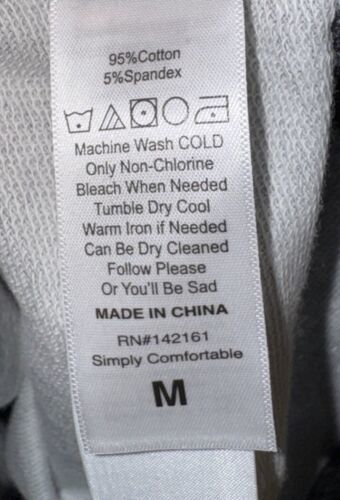 95%Cotton
5%Spandex
Machine Wash COLD
Only Non-Chlorine
Bleach When Needed
Tumble Dry Cool
Warm Iron if Needed
Can Be Dry Cleaned
Follow Please
Or You'll Be Sad
MADE IN CHINA
RN#142161
Simply Comfortable
M